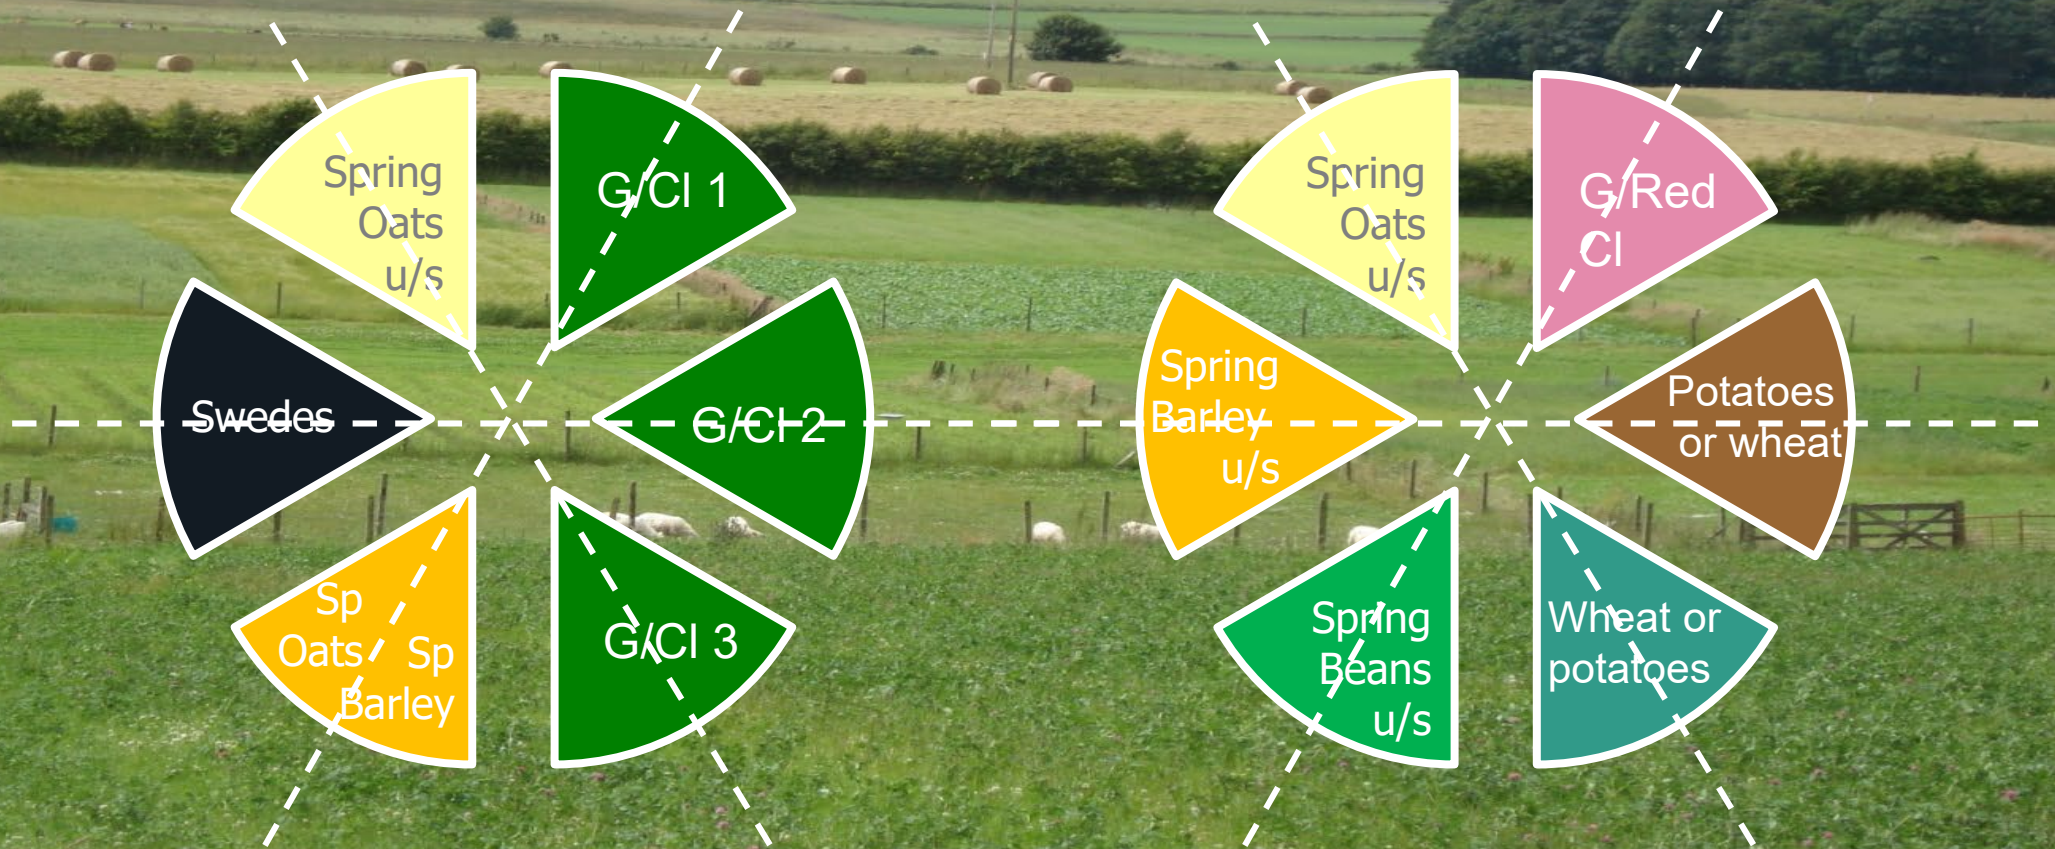 Spring
Oats
u/s
G/Cl 1
Swedes
G/Cl 2
Sp
Oats
Sp
Barley
G/Cl 3
Spring
Oats
u/s
G/Red
Cl
Spring
Barley
u/s
Potatoes
or wheat
Spring
Beans
u/s
Wheat or
potatoes